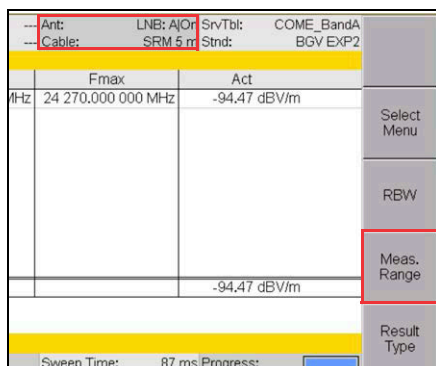 --- Ant: LNB: A|On SrvTbl: COME_BandA
--- Cable: SRM 5 m Stnd: BGV EXP2
Fmax Act
MHz 24 270.000 000 MHz -94.47 dBV/m
Select
Menu
RBW
Meas.
Range
-94.47 dBV/m
Result
Type
Sweep Time: 87 ms Progress: